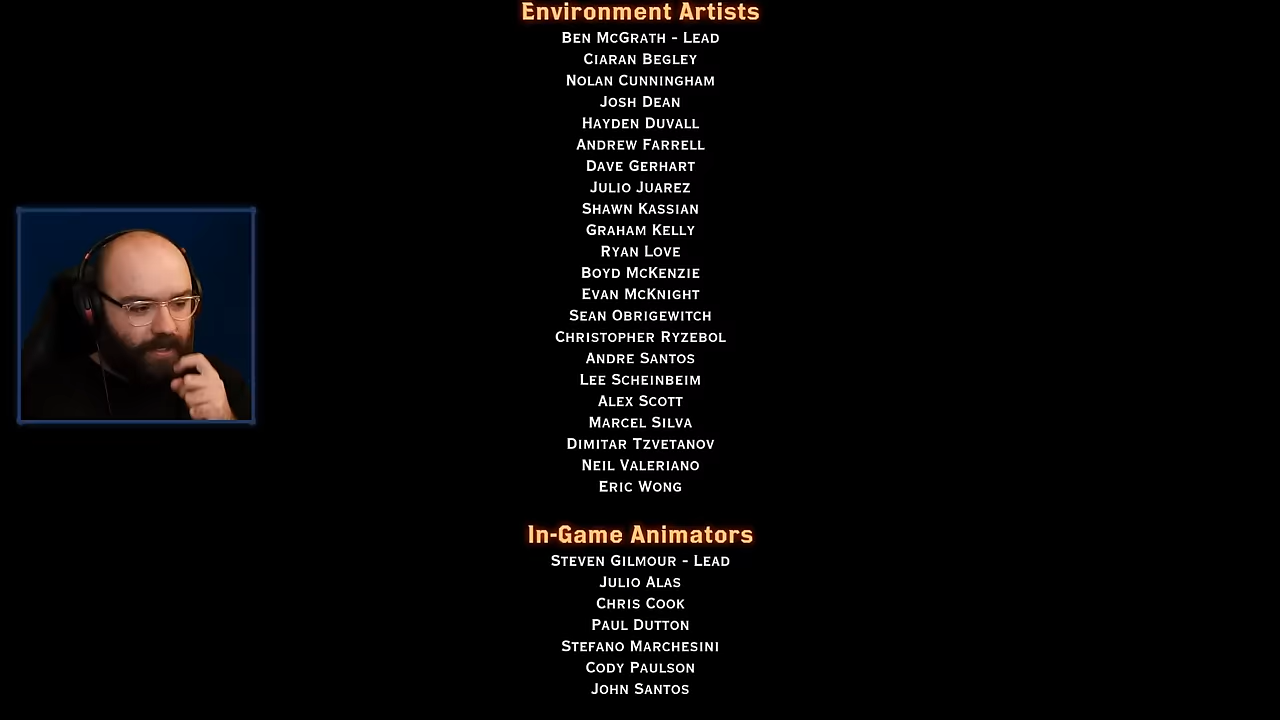 Environment Artists
Ben McGrath - Lead
Ciaran Begley
Nolan Cunningham
Josh Dean
Hayden Duvall
Andrew Farrell
Dave Gerhart
Julio Juarez
Shawn Kassian
Graham Kelly
Ryan Love
Boyd McKenzie
Evan McKnight
Sean Obrigewitch
Christopher Ryzebol
Andre Santos
Lee Scheinbeim
Alex Scott
Marcel Silva
Dimitar Tzvetanov
Neil Valeriano
Eric Wong
In-Game Animators
Steven Gilmour - Lead
Julio Alas
Chris Cook
Paul Dutton
Stefano Marchesini
Cody Paulson
John Santos